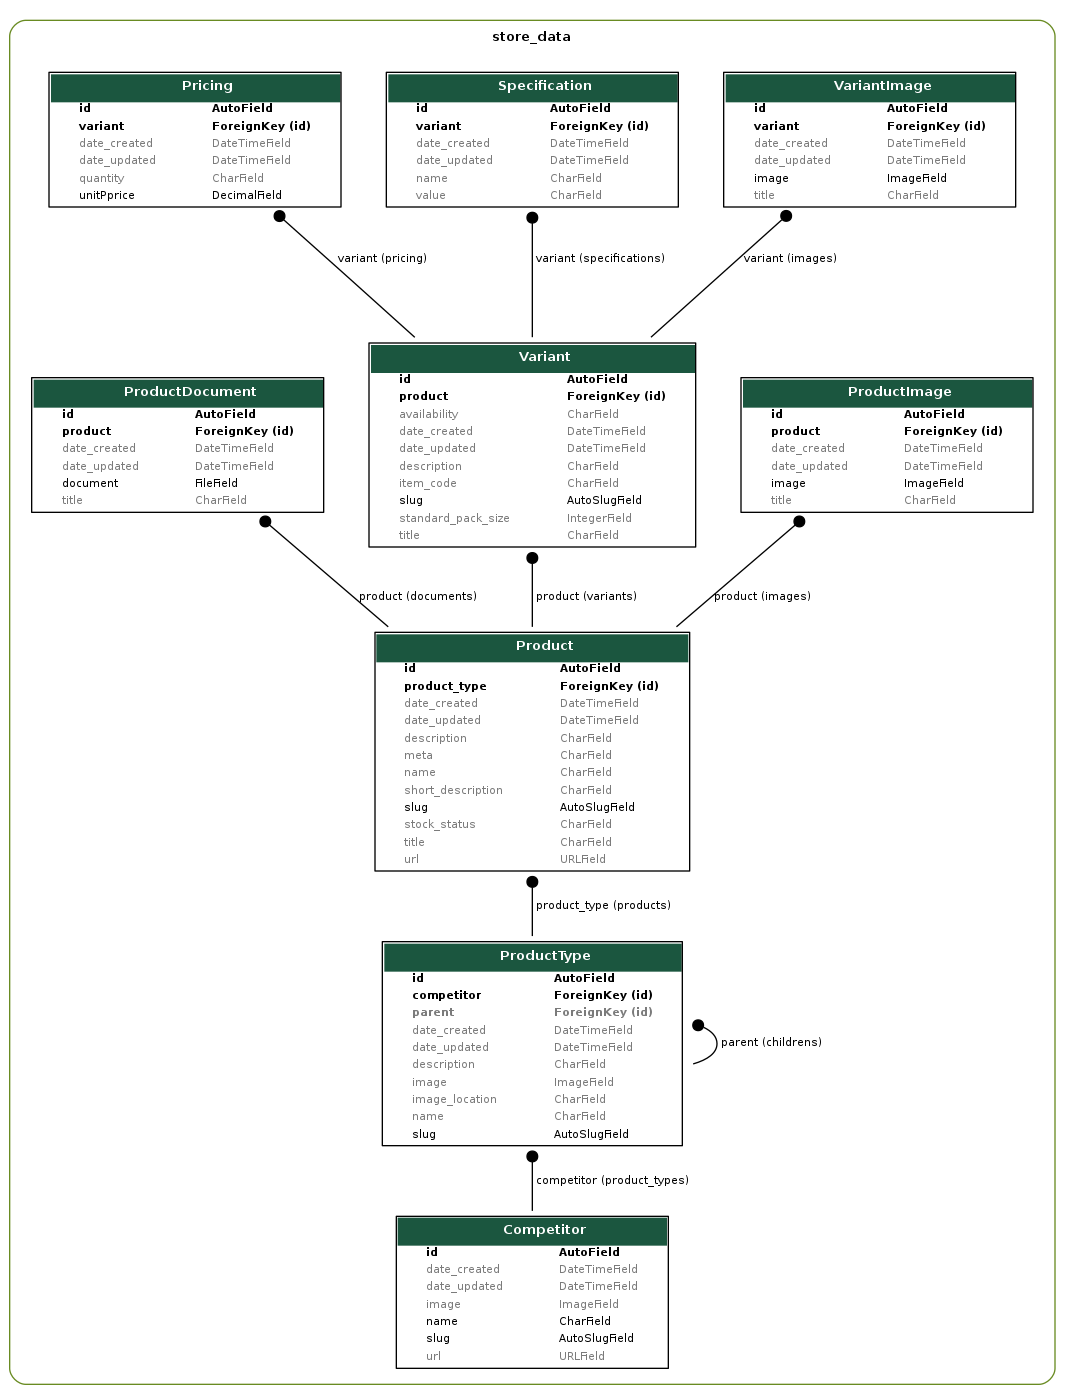 store_data
Pricing
id AutoField
variant ForeignKey (id)
date_created DateTimeField
date_updated DateTimeField
quantity CharField
unitPprice DecimalField
Specification
id AutoField
variant ForeignKey (id)
date_created DateTimeField
date_updated DateTimeField
name CharField
value CharField
VariantImage
id AutoField
variant ForeignKey (id)
date_created DateTimeField
date_updated DateTimeField
image ImageField
title CharField
variant (pricing)
variant (specifications)
variant (images)
ProductDocument
id AutoField
product ForeignKey (id)
date_created DateTimeField
date_updated DateTimeField
document FileField
title CharField
Variant
id AutoField
product ForeignKey (id)
availability CharField
date_created DateTimeField
date_updated DateTimeField
description CharField
item_code CharField
slug AutoSlugField
standard_pack_size IntegerField
title CharField
ProductImage
id AutoField
product ForeignKey (id)
date_created DateTimeField
date_updated DateTimeField
image ImageField
title CharField
product (documents)
product (variants)
product (images)
Product
id AutoField
product_type ForeignKey (id)
date_created DateTimeField
date_updated DateTimeField
description CharField
meta CharField
name CharField
short_description CharField
slug AutoSlugField
stock_status CharField
title CharField
url URLField
product_type (products)
ProductType
id AutoField
competitor ForeignKey (id)
parent ForeignKey (id)
date_created DateTimeField
date_updated DateTimeField
description CharField
image ImageField
image_location CharField
name CharField
slug AutoSlugField
parent (childrens)
competitor (product_types)
Competitor
id AutoField
date_created DateTimeField
date_updated DateTimeField
image ImageField
name CharField
slug AutoSlugField
url URLField